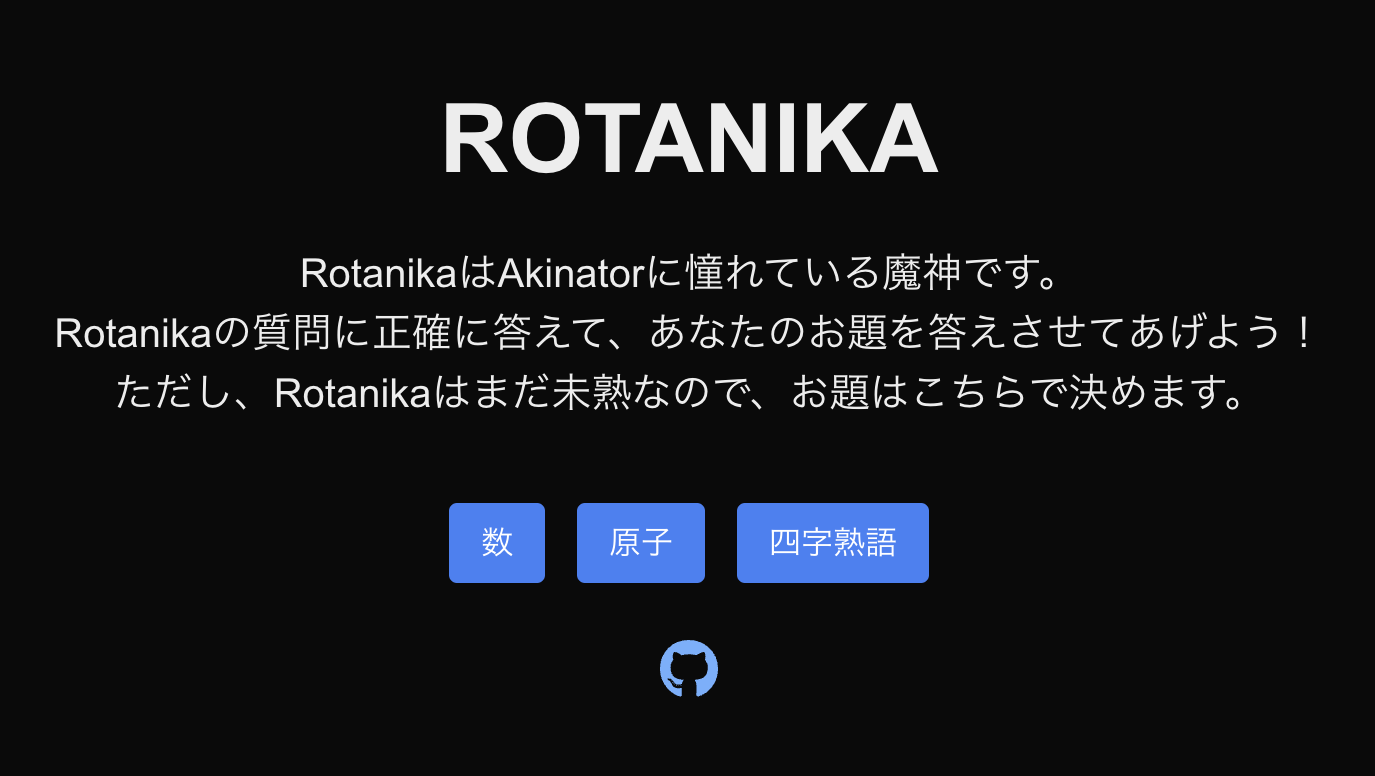 ROTANIKA
RotanikaはAkinatorに憧れている魔神です。
Rotanikaの質問に正確に答えて、あなたのお題を答えさせてあげよう！
ただし、Rotanikaはまだ未熟なので、お題はこちらで決めます。
数
原子
四字熟語